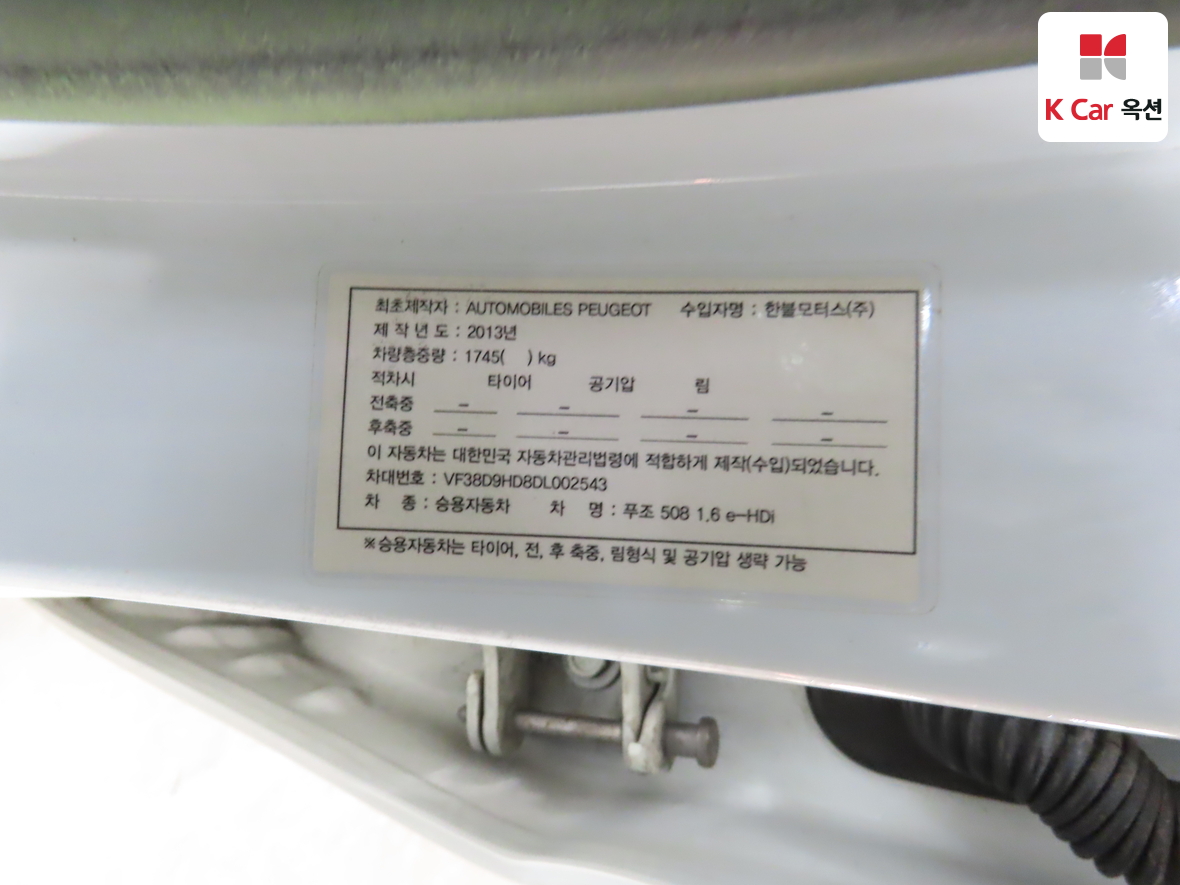 K Car 옥션
최초제작자 : AUTOMOBILES PEUGEOT 수입자명 : 한불모터스(주)
제 작 년 도 : 2013년
차량총중량 : 1745( ) kg
적차시 타이어 공기압 림
전축중 – – – –
후축중 – – – –
이 자동차는 대한민국 자동차관리법령에 적합하게 제작(수입)되었습니다.
차대번호 : VF38D9HD8DL002543
차 종 : 승용자동차 차 명 : 푸조 508 1.6 e-HDi
※승용자동차는 타이어, 전, 후 축중, 림형식 및 공기압 생략 가능